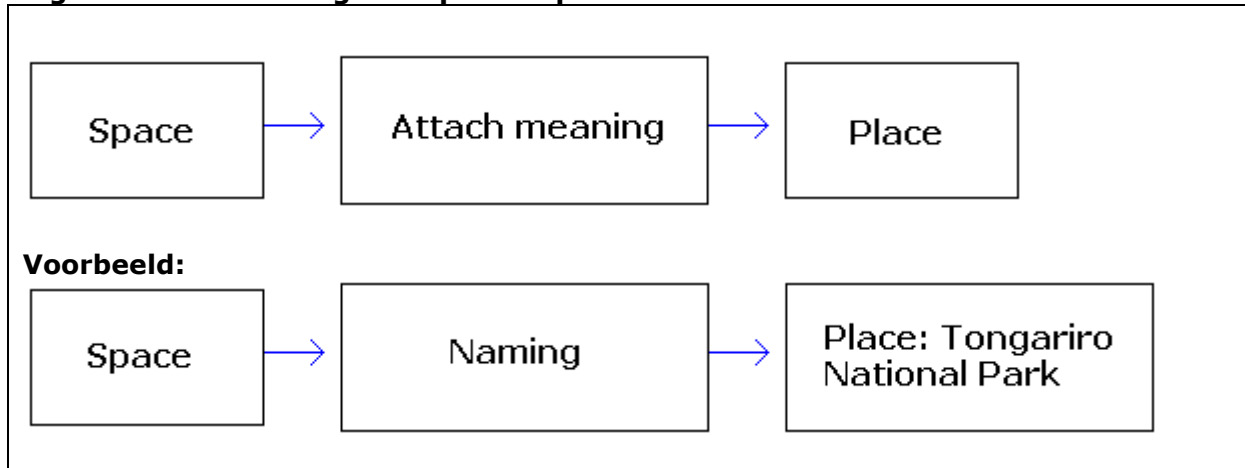 Space
Attach meaning
Place
Voorbeeld:
Space
Naming
Place: Tongariro
National Park